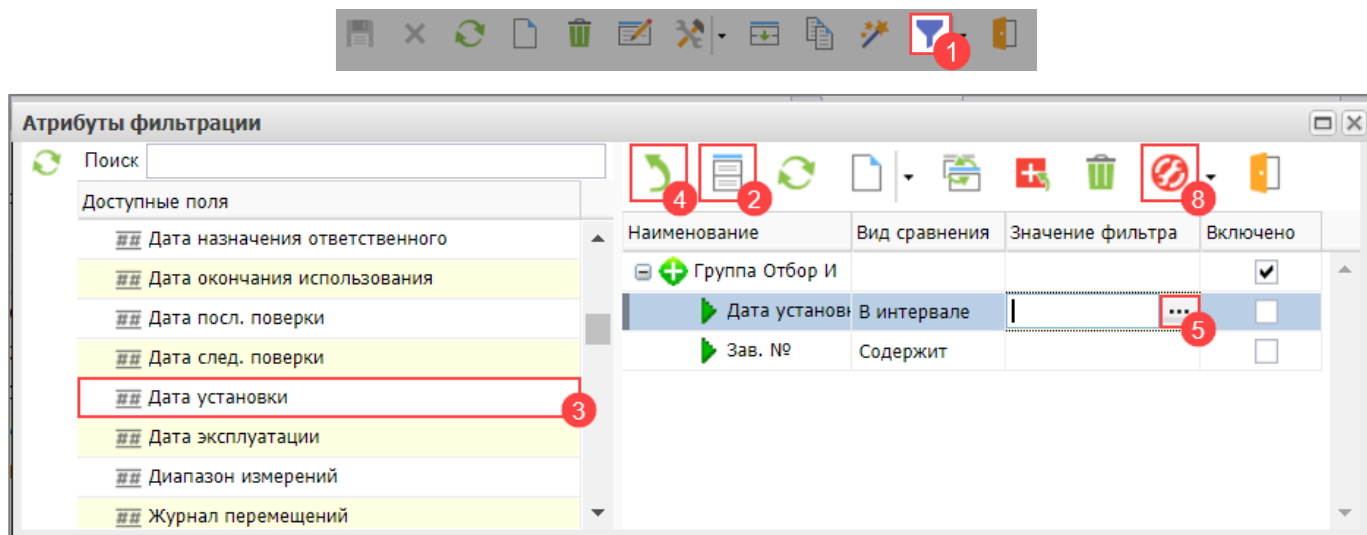 1
Атрибуты фильтрации
Поиск
4
2
8
Доступные поля
Наименование Вид сравнения Значение фильтра Включено
## Дата назначения ответственного
## Дата окончания использования
## Дата посл. поверки
## Дата след. поверки
## Дата установки
3
## Дата эксплуатации
## Диапазон измерений
## Журнал перемещений
Группа Отбор И
Дата установк В интервале ...
5
Зав. № Содержит